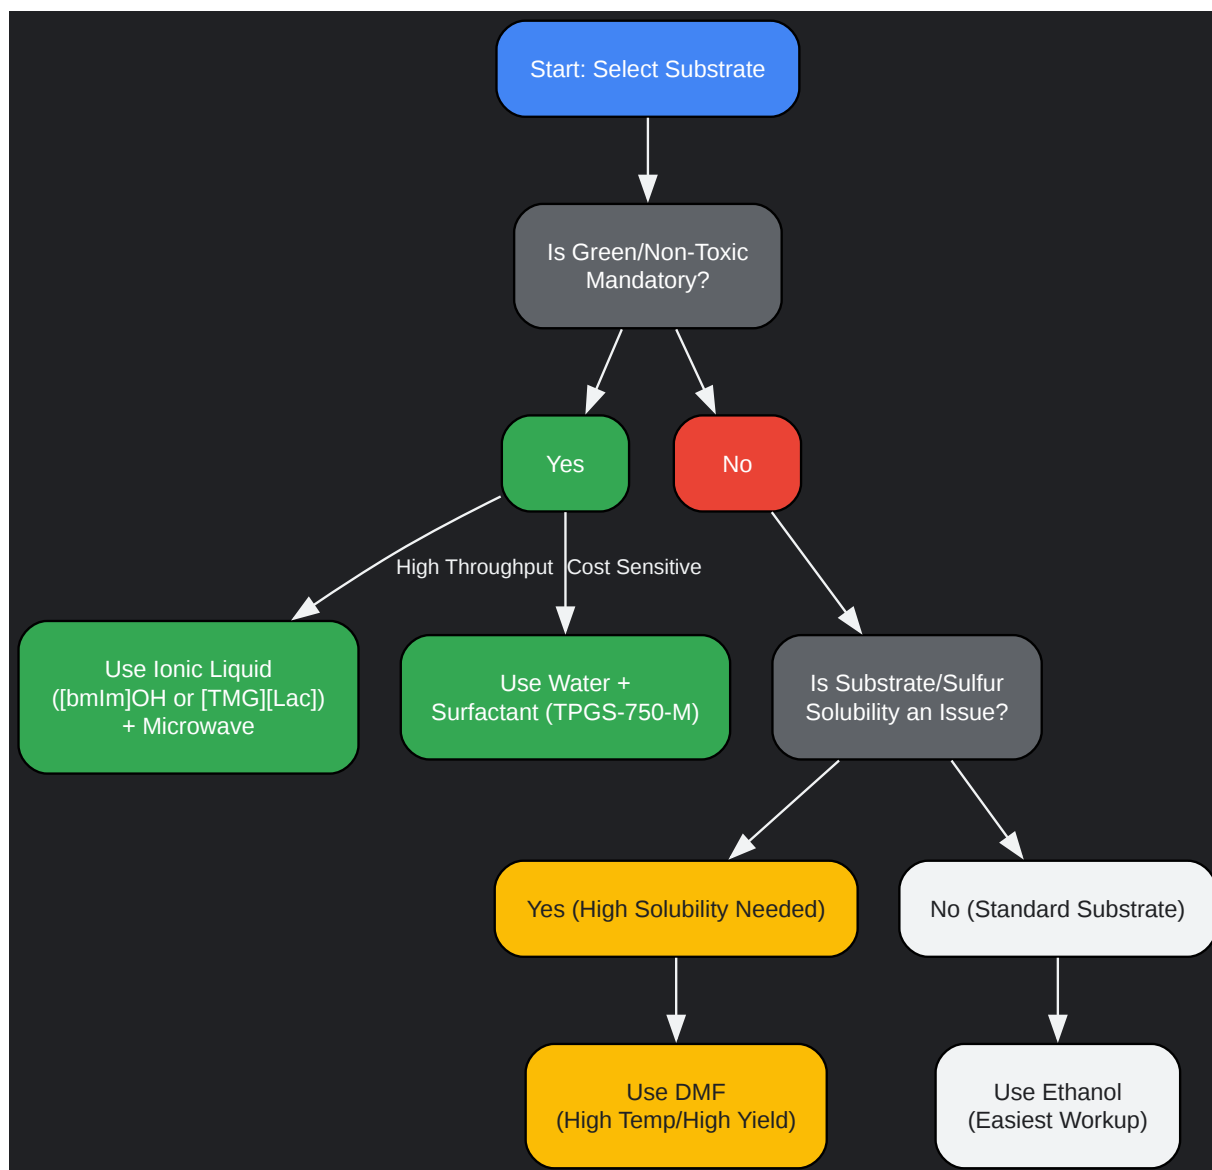 Start: Select Substrate
Is Green/Non-Toxic
Mandatory?
Yes
No
High Throughput
Cost Sensitive
Use Ionic Liquid
([bmIm]OH or [TMG][Lac])
+ Microwave
Use Water +
Surfactant (TPGS-750-M)
Is Substrate/Sulfur
Solubility an Issue?
Yes (High Solubility Needed)
No (Standard Substrate)
Use DMF
(High Temp/High Yield)
Use Ethanol
(Easiest Workup)